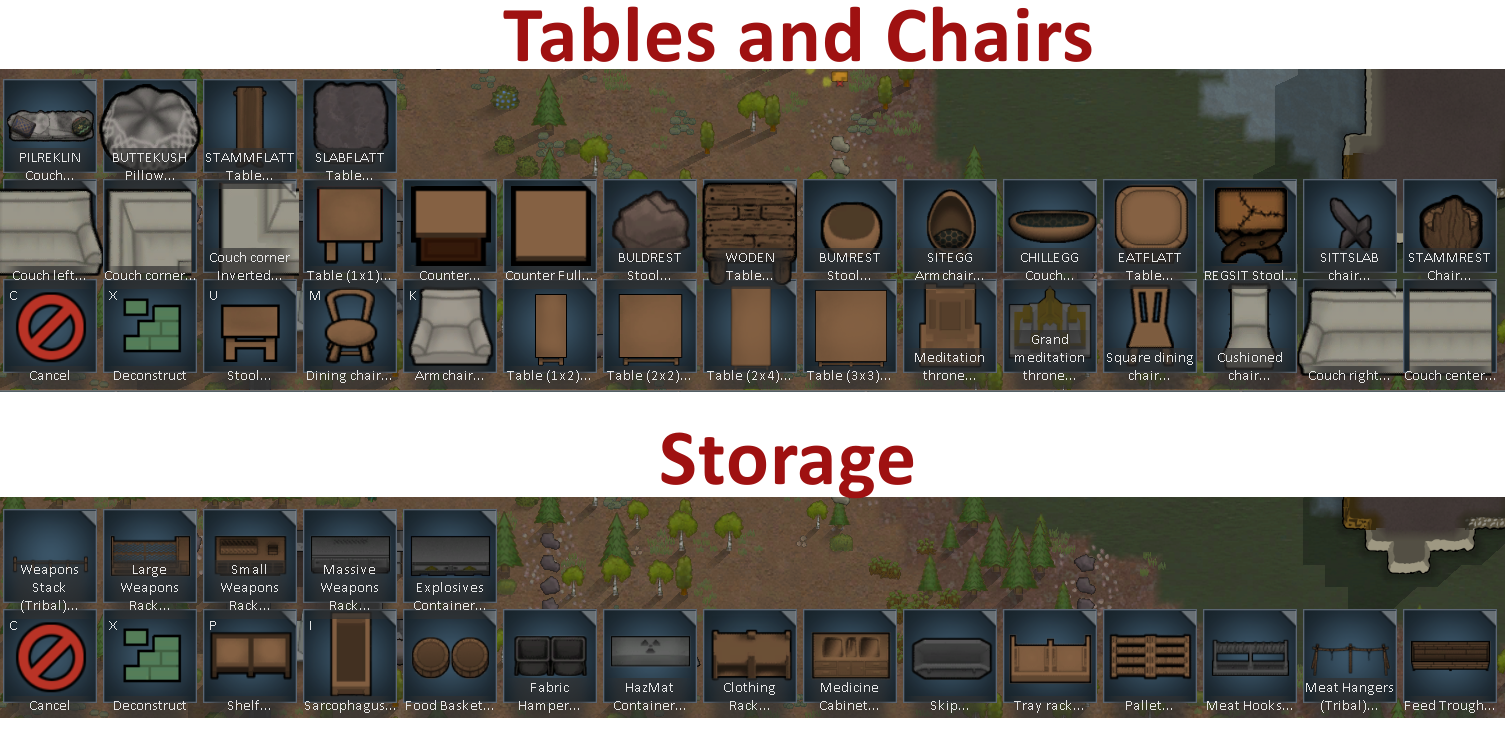 Tables and Chairs
PILREKLIN
Couch...
BUTTEKUSH
Pillow...
STAMMFLATT
Table...
SLABFLATT
Table...
Couch left...
Couch corner...
Couch corner
Inverted...
Table (1x1)...
Counter...
Counter Full...
BULDREST
Stool...
WODEN
Table...
BUMREST
Stool...
SITEGG
Armchair...
CHILLEGG
Couch...
EATFLATT
Table...
REGSIT Stool...
SITTSLAB
chair...
STAMMREST
Chair...
C
Cancel
X
Deconstruct
U
Stool...
M
Dining chair...
K
Armchair...
Table (1x2)...
Table (2x2)...
Table (2x4)...
Table (3x3)...
Meditation
throne...
Grand
meditation
throne...
Square dining
chair...
Cushioned
chair...
Couch right...
Couch center...
Storage
Weapons
Stack
(Tribal)...
Large
Weapons
Rack...
Small
Weapons
Rack...
Massive
Weapons
Rack...
Explosives
Container...
C
Cancel
X
Deconstruct
P
Shelf...
I
Sarcophagus...
Food Basket...
Fabric
Hamper...
HazMat
Container...
Clothing
Rack...
Medicine
Cabinet...
Skip...
Tray rack...
Pallet...
Meat Hooks...
Meat Hangers
(Tribal)...
Feed Trough...